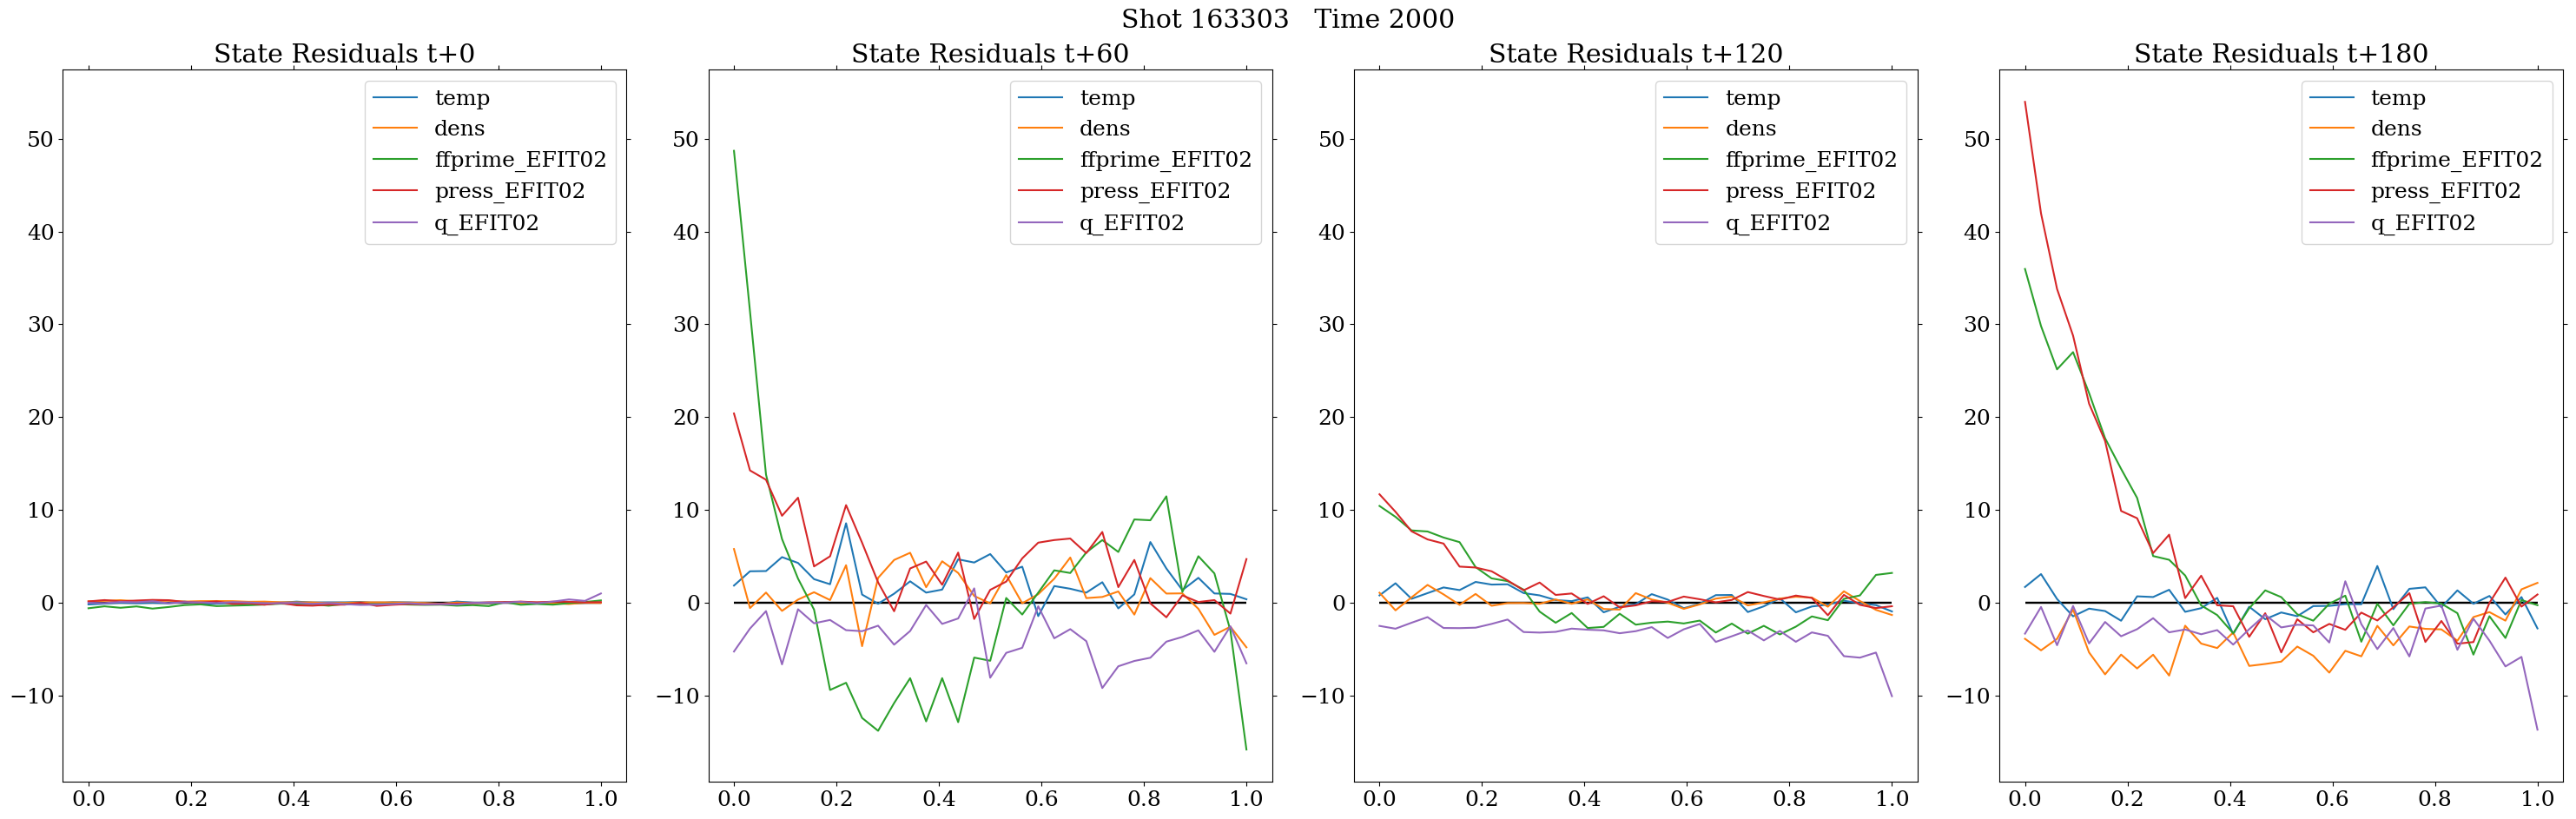 Shot 163303   Time 2000
State Residuals t+0
temp
dens
ffprime_EFIT02
press_EFIT02
q_EFIT02
50
40
30
20
10
0
−10
0.0 0.2 0.4 0.6 0.8 1.0
State Residuals t+60
temp
dens
ffprime_EFIT02
press_EFIT02
q_EFIT02
50
40
30
20
10
0
−10
0.0 0.2 0.4 0.6 0.8 1.0
State Residuals t+120
temp
dens
ffprime_EFIT02
press_EFIT02
q_EFIT02
50
40
30
20
10
0
−10
0.0 0.2 0.4 0.6 0.8 1.0
State Residuals t+180
temp
dens
ffprime_EFIT02
press_EFIT02
q_EFIT02
50
40
30
20
10
0
−10
0.0 0.2 0.4 0.6 0.8 1.0